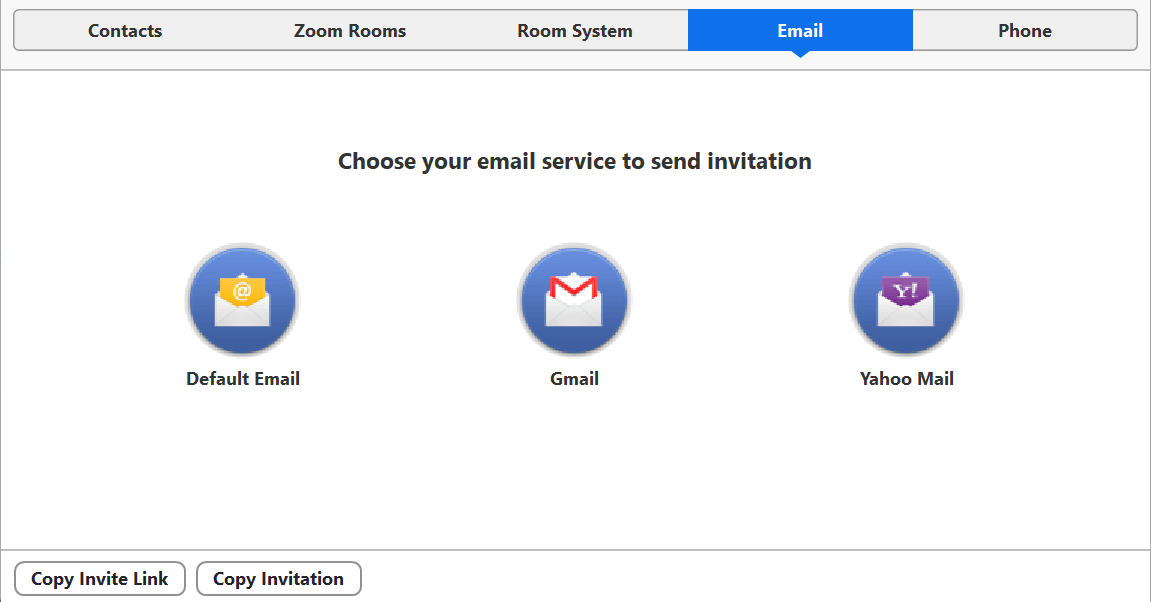 Contacts
Zoom Rooms
Room System
Email
Phone
Choose your email service to send invitation
@
Y!
Default Email
Gmail
Yahoo Mail
Copy Invite Link
Copy Invitation